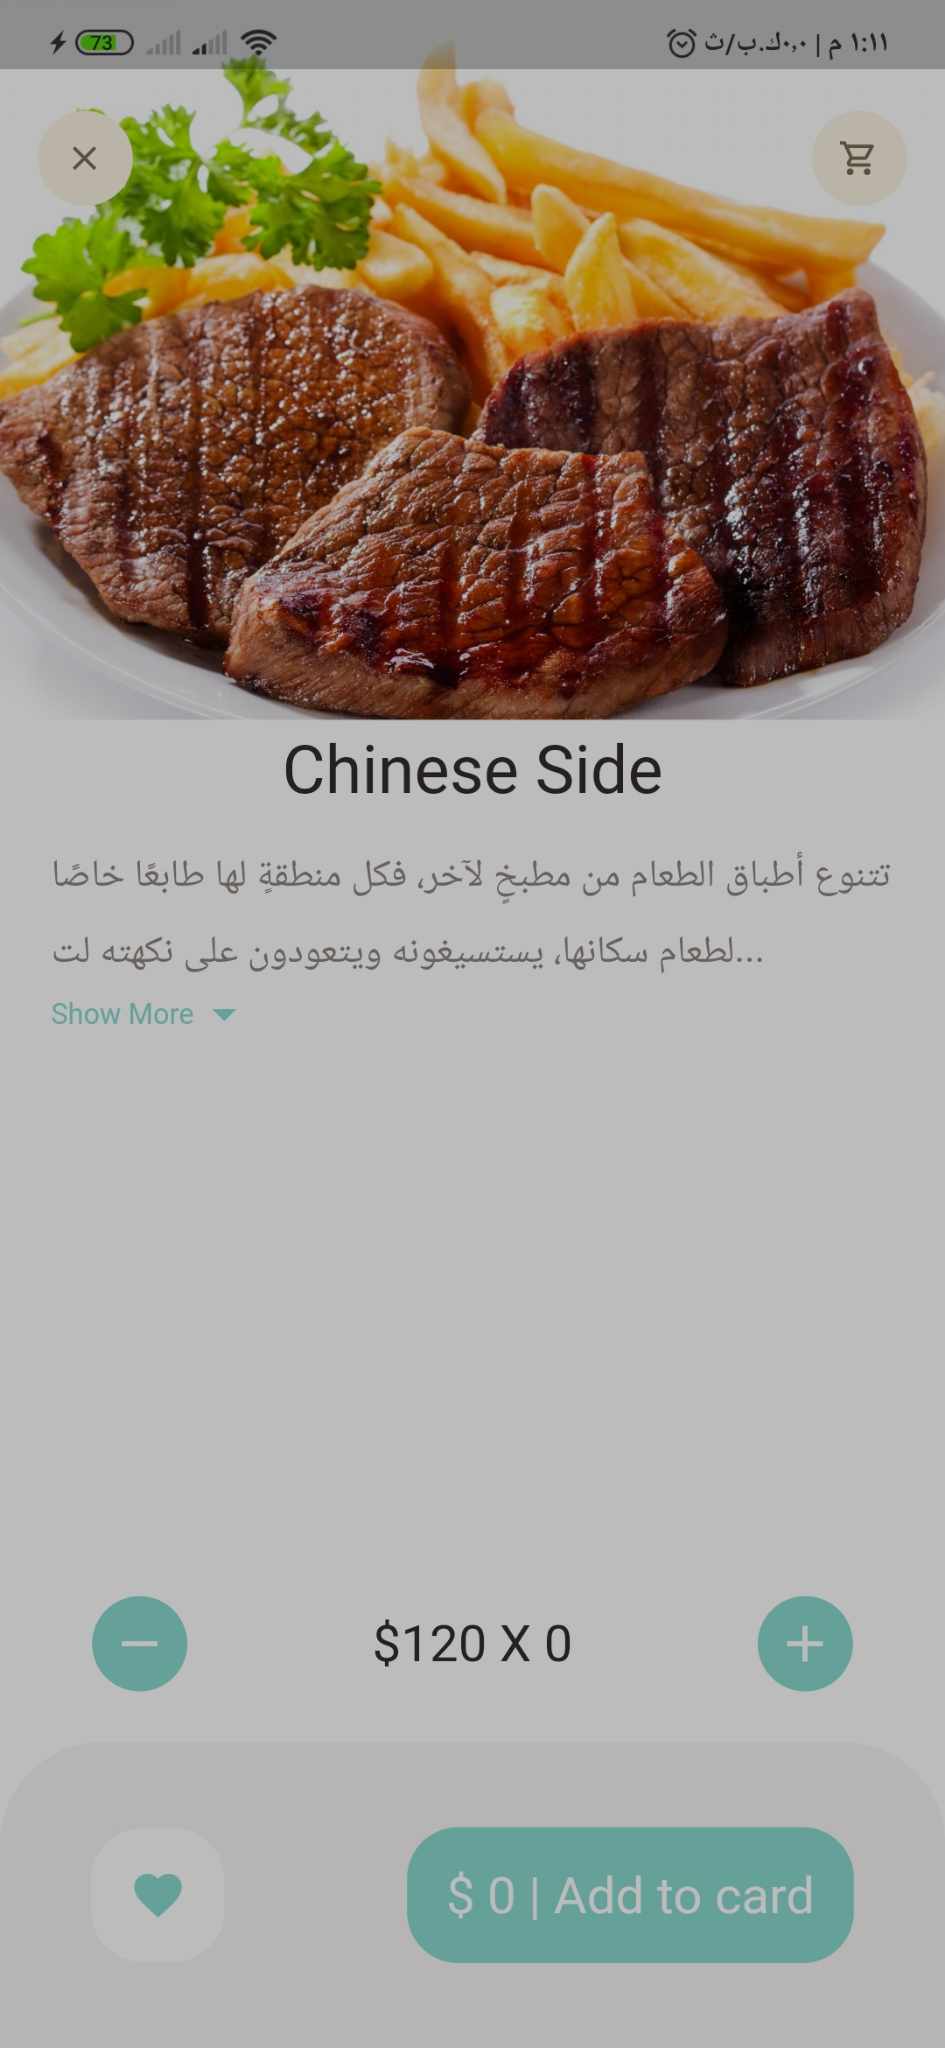 73
١:١١ م | ٠,٠ك.ب/ث
Chinese Side
تتنوع أطباق الطعام من مطبخٍ لآخر، فكل منطقةٍ لها طابعًا خاصًا
لطعام سكانها، يستسيغونه ويتعودون على نكهته لت...
Show More
$120 X 0
$ 0 | Add to card